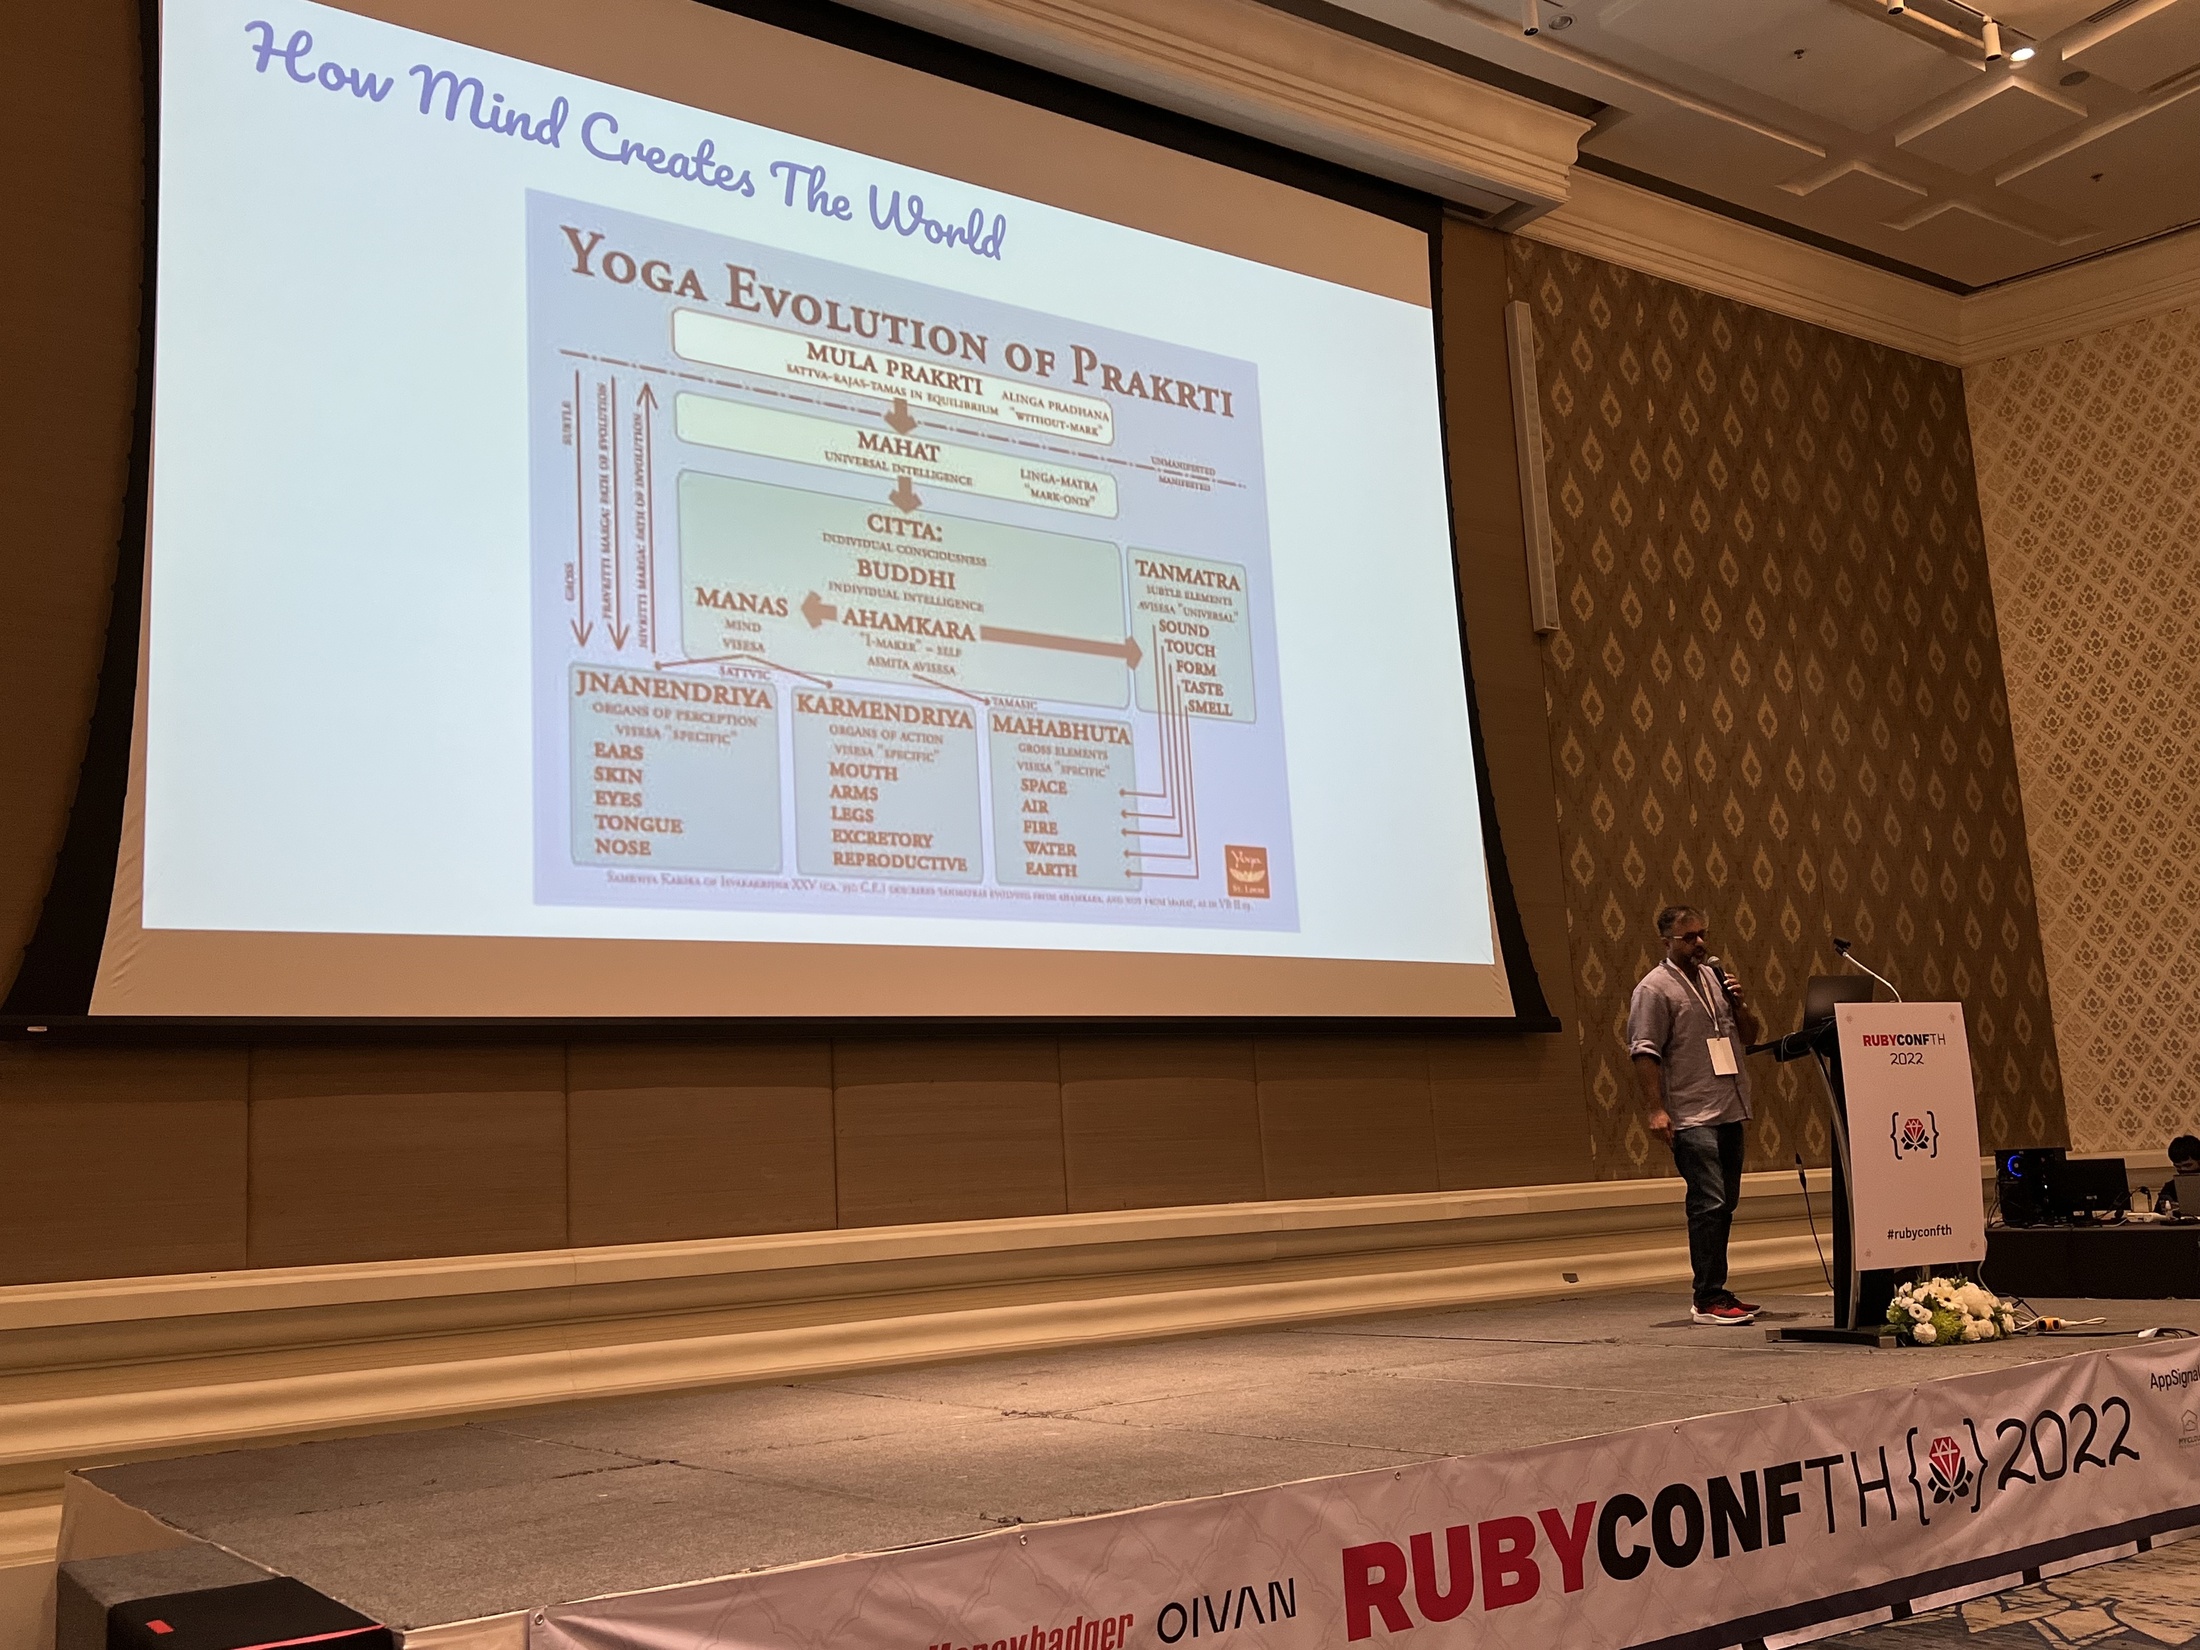 How Mind Creates The World
YOGA EVOLUTION OF PRAKRTI
MULA PRAKRTI
SATTVA-RAJAS-TAMAS IN EQUILIBRIUM
ALINGA PRADHANA
"WITHOUT-MARK"
MAHAT
UNIVERSAL INTELLIGENCE
LINGA-MATRA
"MARK-ONLY"
UNMANIFESTED
MANIFESTED
SUBTLE
GROSS
PRAVRITTI MARGA: PATH OF EVOLUTION
NIVRITTI MARGA: PATH OF INVOLUTION
CITTA:
INDIVIDUAL CONSCIOUSNESS
BUDDHI
INDIVIDUAL INTELLIGENCE
MANAS
MIND
VISESA
AHAMKARA
"I-MAKER" = SELF
ASMITA AVISESA
TANMATRA
SUBTLE ELEMENTS
AVISESA "UNIVERSAL"
SOUND
TOUCH
FORM
TASTE
SMELL
SATTVIC
TAMASIC
JNANENDRIYA
ORGANS OF PERCEPTION
VISESA "SPECIFIC"
EARS
SKIN
EYES
TONGUE
NOSE
KARMENDRIYA
ORGANS OF ACTION
VISESA "SPECIFIC"
MOUTH
ARMS
LEGS
EXCRETORY
REPRODUCTIVE
MAHABHUTA
GROSS ELEMENTS
VISESA "SPECIFIC"
SPACE
AIR
FIRE
WATER
EARTH
Yoga
St. Louis
RUBYCONFTH
2022
#rubyconfth
AppSignal
Honeybadger OIVAN RUBYCONFTH 2022